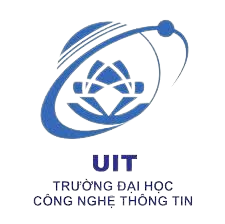 UIT
TRƯỜNG ĐẠI HỌC
CÔNG NGHỆ THÔNG TIN